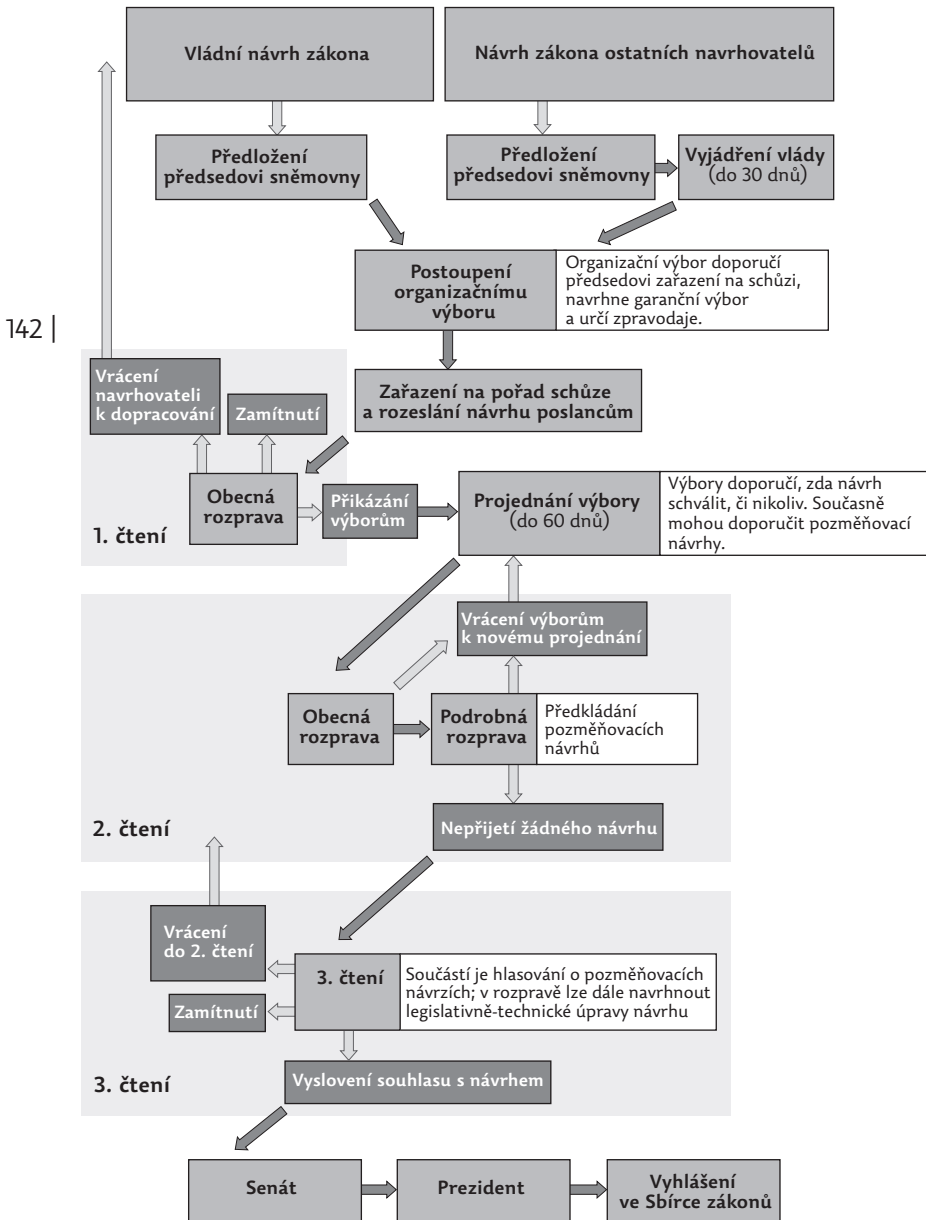 Vládní návrh zákona
Návrh zákona ostatních navrhovatelů
Předložení
předsedovi sněmovny
Předložení
předsedovi sněmovny
Vyjádření vlády
(do 30 dnů)
Postoupení
organizačnímu
výboru
Organizační výbor doporučí
předsedovi zařazení na schůzi,
navrhne garanční výbor
a určí zpravodaje.
142 |
Vrácení
navrhovateli
k dopracování
Zamítnutí
Zařazení na pořad schůze
a rozeslání návrhu poslancům
Obecná
rozprava
Přikázání
výborům
Projednání výbory
(do 60 dnů)
Výbory doporučí, zda návrh
schválit, či nikoliv. Současně
mohou doporučit pozměňovací
návrhy.
1. čtení
Vrácení výborům
k novému projednání
Obecná
rozprava
Podrobná
rozprava
Předkládání
pozměňovacích
návrhů
Nepřijetí žádného návrhu
2. čtení
Vrácení
do 2. čtení
3. čtení
Součástí je hlasování o pozměňovacích
návrzích; v rozpravě lze dále navrhnout
legislativně-technické úpravy návrhu
Zamítnutí
Vyslovení souhlasu s návrhem
3. čtení
Senát
Prezident
Vyhlášení
ve Sbírce zákonů